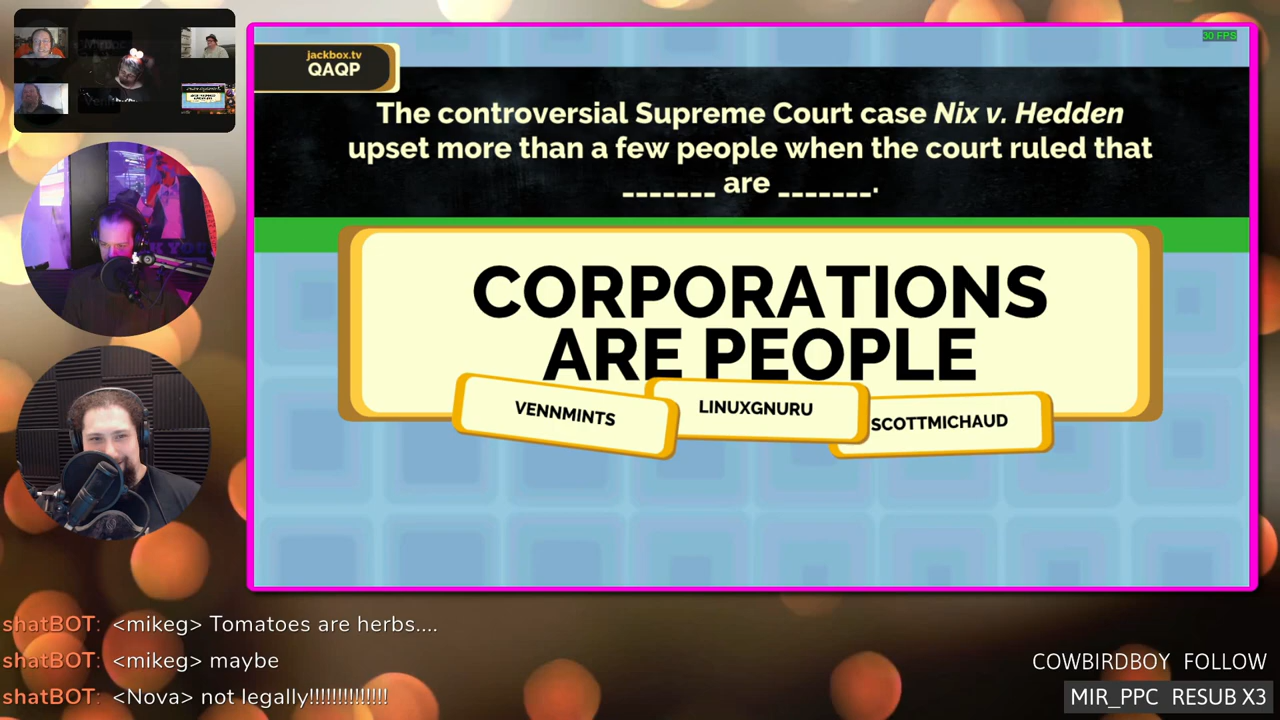 jackbox.tv
QAQP
30 FPS
The controversial Supreme Court case Nix v. Hedden
upset more than a few people when the court ruled that
_______ are _______.
CORPORATIONS
ARE PEOPLE
VENNMINTS
LINUXGNURU
SCOTTMICHAUD
shatBOT: <mikeg> Tomatoes are herbs....
shatBOT: <mikeg> maybe
shatBOT: <Nova> not legally!!!!!!!!!!!!!!
COWBIRDBOY FOLLOW
MIR_PPC RESUB X3